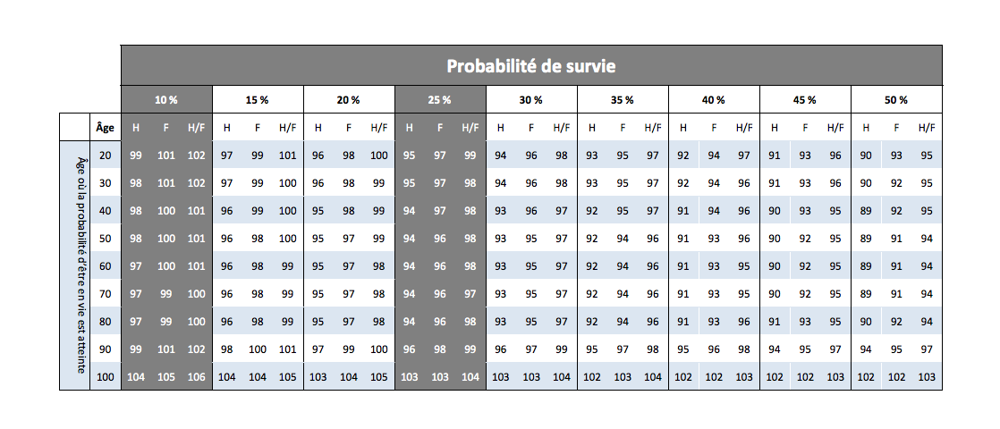 Probabilité de survie
10 % 15 % 20 % 25 % 30 % 35 % 40 % 45 % 50 %
Âge H F H/F H F H/F H F H/F H F H/F H F H/F H F H/F H F H/F H F H/F H F H/F
Âge où la probabilité d'être en vie est atteinte
20 99 101 102 97 99 101 96 98 100 95 97 99 94 96 98 93 95 97 92 94 97 91 93 96 90 93 95
30 98 101 102 97 99 100 96 98 99 95 97 98 94 96 98 93 95 97 92 94 96 91 93 96 90 92 95
40 98 100 101 96 99 100 95 98 99 94 97 98 93 96 97 92 95 97 91 94 96 90 93 95 89 92 95
50 98 100 101 96 98 100 95 97 99 94 96 98 93 95 97 92 94 96 91 93 96 90 92 95 89 91 94
60 97 100 101 96 98 99 95 97 98 94 96 98 93 95 97 92 94 96 91 93 95 90 92 95 89 91 94
70 97 99 100 96 98 99 95 97 98 94 96 97 93 95 97 92 94 96 91 93 95 90 92 95 89 91 94
80 97 99 100 96 98 99 95 97 98 94 96 98 93 95 97 92 94 96 91 93 96 91 93 95 90 92 94
90 99 101 102 98 100 101 97 99 100 96 98 99 96 97 99 95 97 98 95 96 98 94 95 97 94 95 97
100 104 105 106 104 104 105 103 104 105 103 103 104 103 103 104 102 103 104 102 102 103 102 102 103 102 102 103